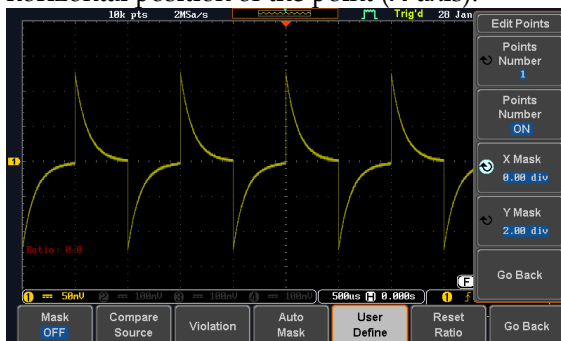 horizontal position of the point (X axis).
10k pts 2MSa/s Trig'd 28 Jan
Edit Points
Points
Number
1
Points
Number
ON
X Mask
0.00 div
Y Mask
2.00 div
Go Back
1
Ratio: 0/0
F
1 50mV 2 100mV 3 100mV 4 100mV 500us H 0.000s 1
Mask
OFF
Compare
Source
Violation
Auto
Mask
User
Define
Reset
Ratio
Go Back